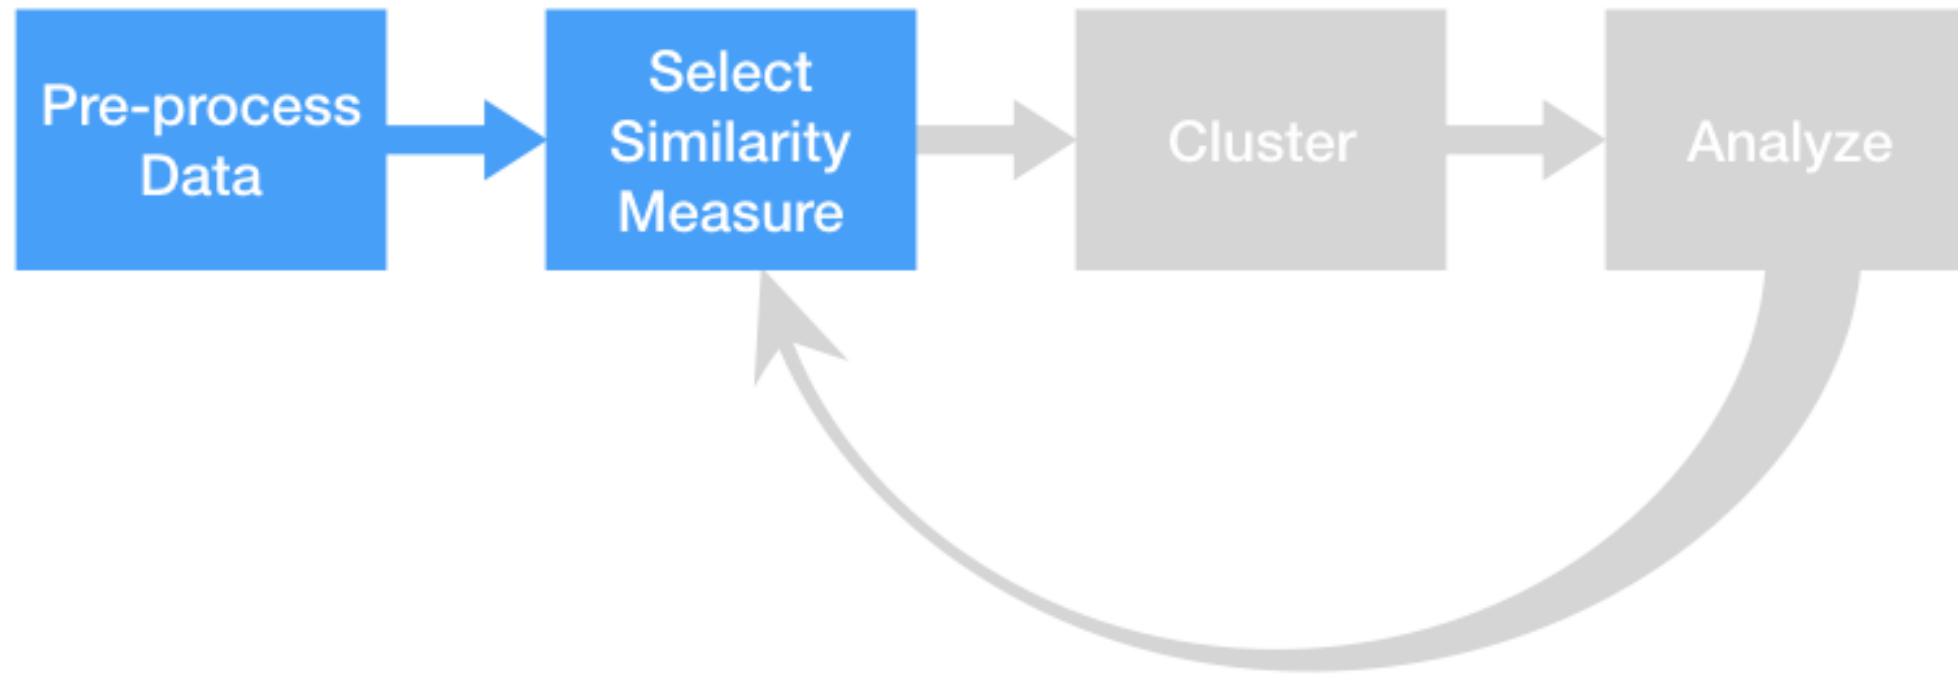 Pre-process
Data
Select
Similarity
Measure
Cluster
Analyze